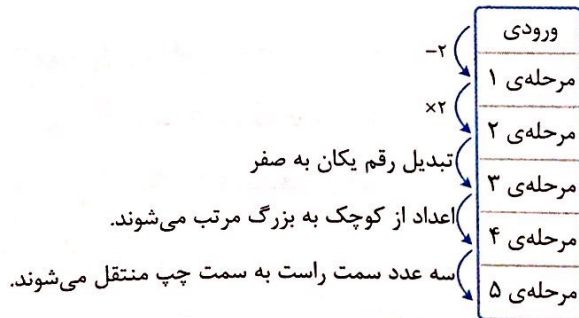 ورودی
-۲
مرحله‌ی ۱
×۲
مرحله‌ی ۲
تبدیل رقم یکان به صفر
مرحله‌ی ۳
اعداد از کوچک به بزرگ مرتب می‌شوند.
مرحله‌ی ۴
سه عدد سمت راست به سمت چپ منتقل می‌شوند.
مرحله‌ی ۵